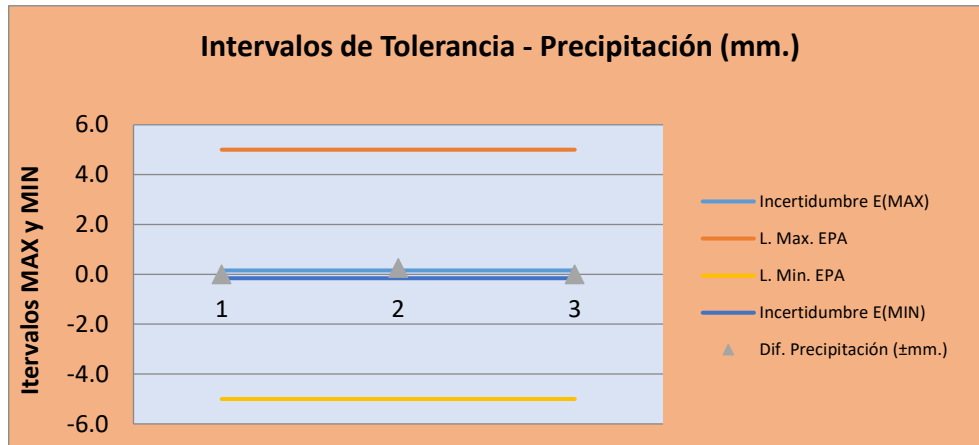 Intervalos de Tolerancia - Precipitación (mm.)
Itervalos MAX y MIN
6.0
4.0
2.0
0.0
-2.0
-4.0
-6.0
1 2 3
Incertidumbre E(MAX)
L. Max. EPA
L. Min. EPA
Incertidumbre E(MIN)
Dif. Precipitación (±mm.)